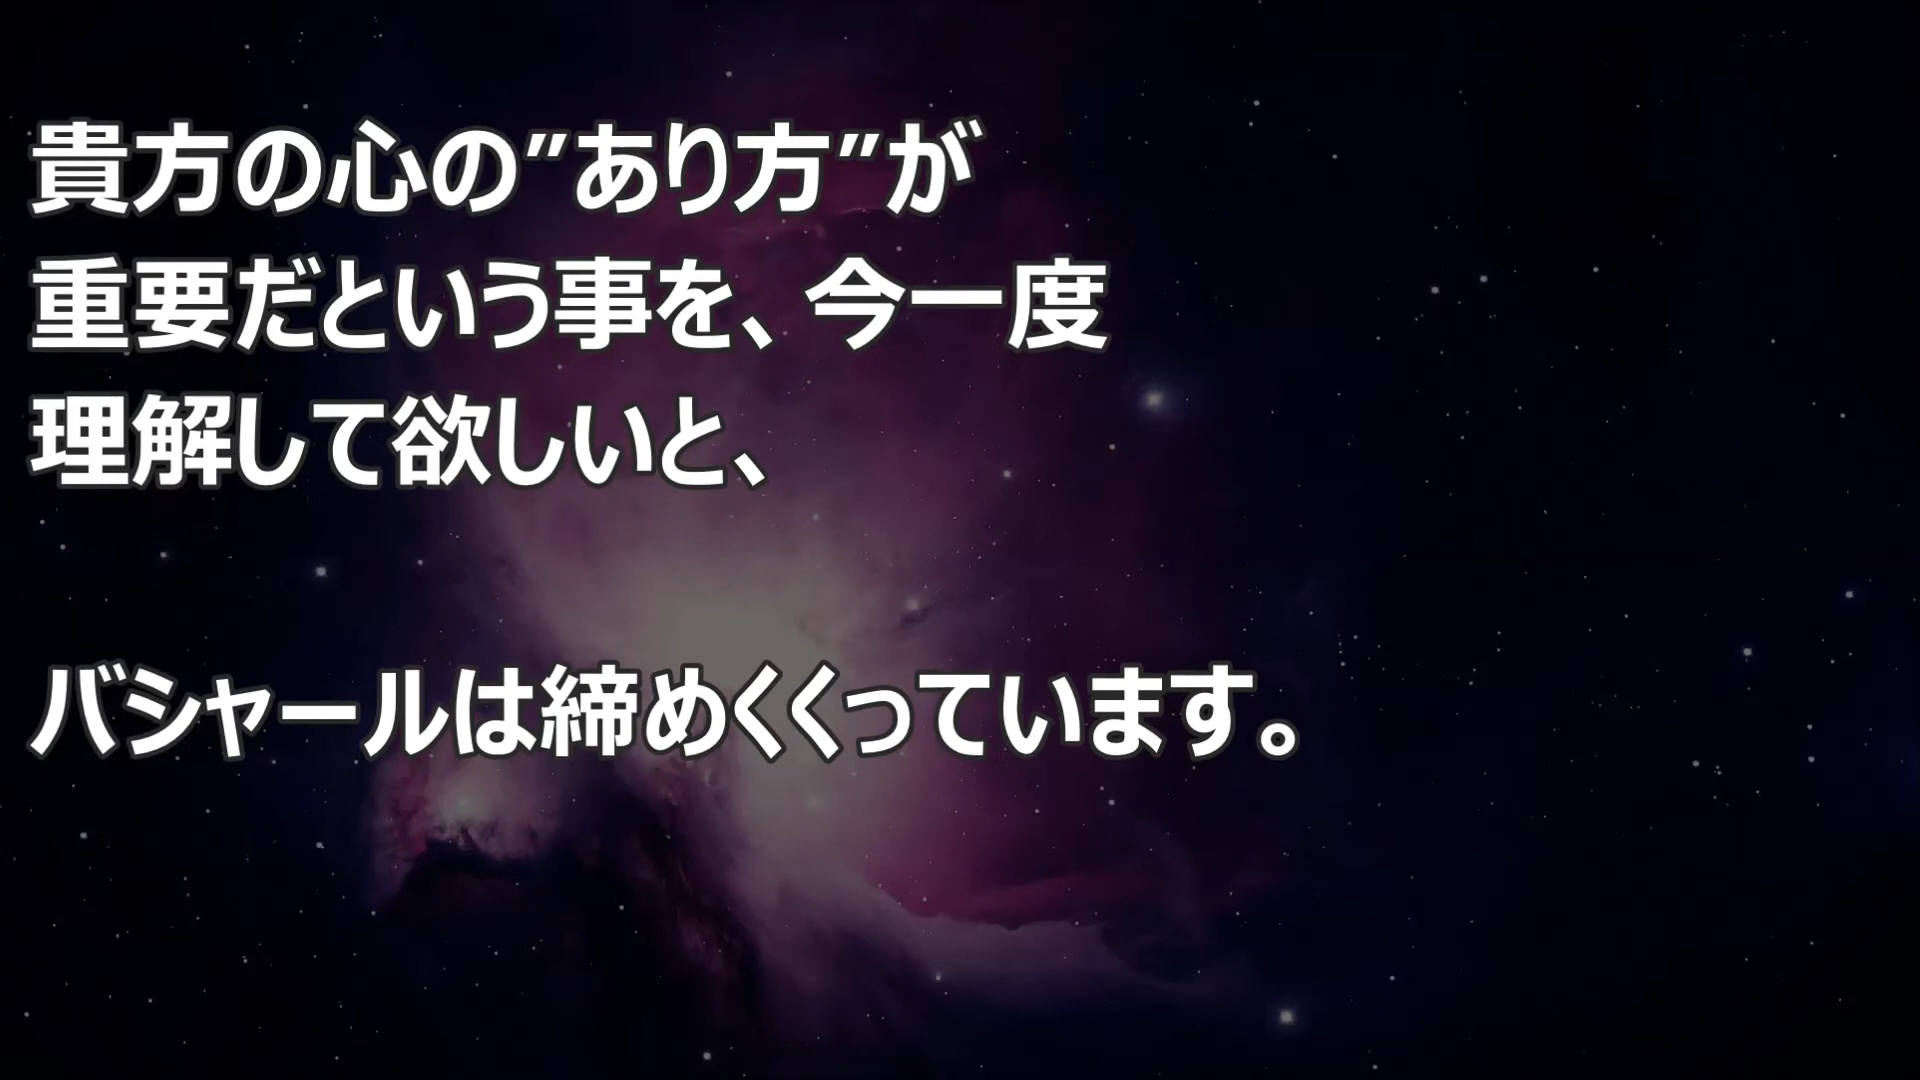 貴方の心の”あり方”が
重要だという事を、今一度
理解して欲しいと、
バシャールは締めくくっています。